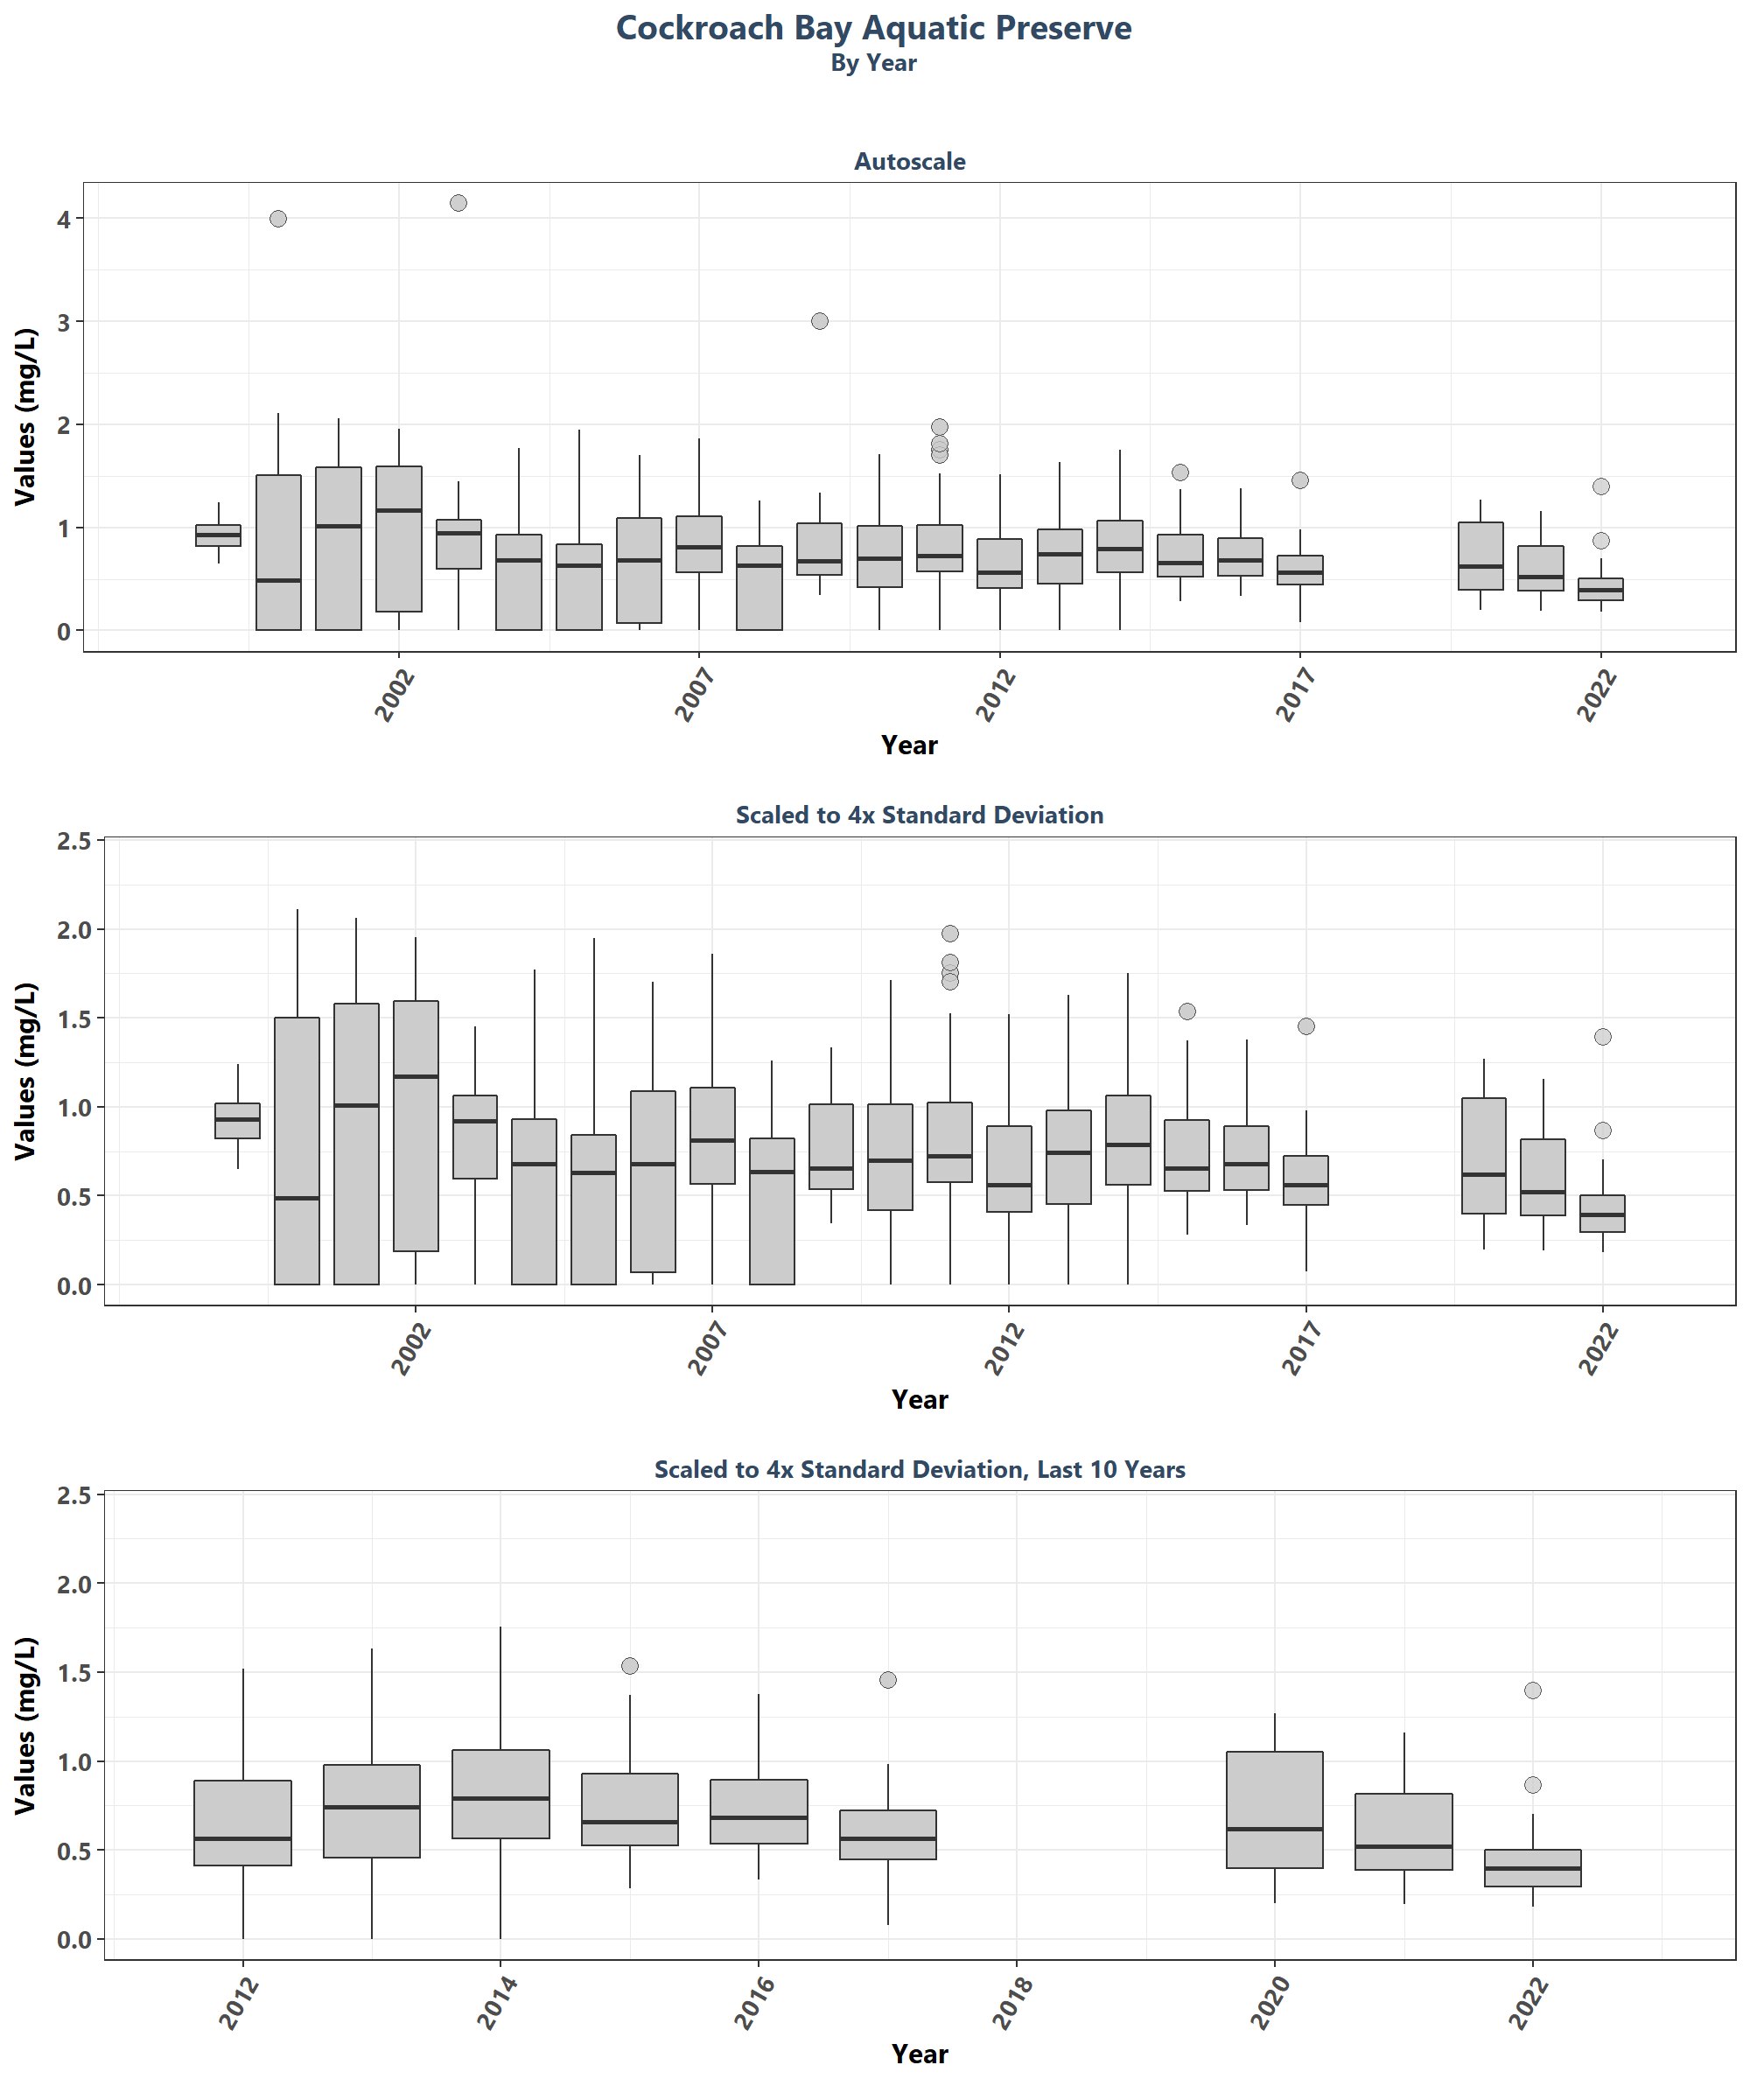 Cockroach Bay Aquatic Preserve
By Year
Autoscale
Values (mg/L)
4
3
2
1
0
2002 2007 2012 2017 2022
Year
Scaled to 4x Standard Deviation
Values (mg/L)
2.5
2.0
1.5
1.0
0.5
0.0
2002 2007 2012 2017 2022
Year
Scaled to 4x Standard Deviation, Last 10 Years
Values (mg/L)
2.5
2.0
1.5
1.0
0.5
0.0
2012 2014 2016 2018 2020 2022
Year